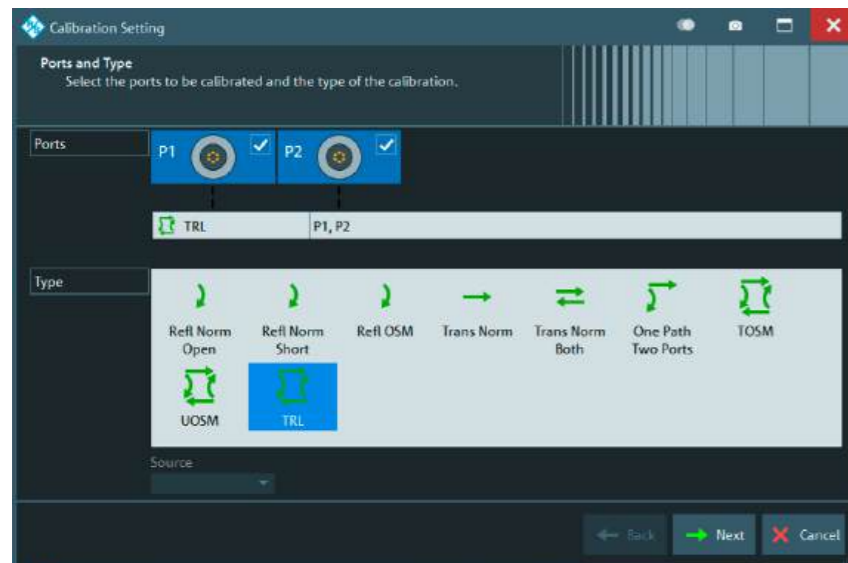 Calibration Setting
Ports and Type
Select the ports to be calibrated and the type of the calibration.
Ports
P1
P2
TRL
P1, P2
Type
Refl Norm Open
Refl Norm Short
Refl OSM
Trans Norm
Trans Norm Both
One Path Two Ports
TOSM
UOSM
TRL
Source
Back
Next
Cancel